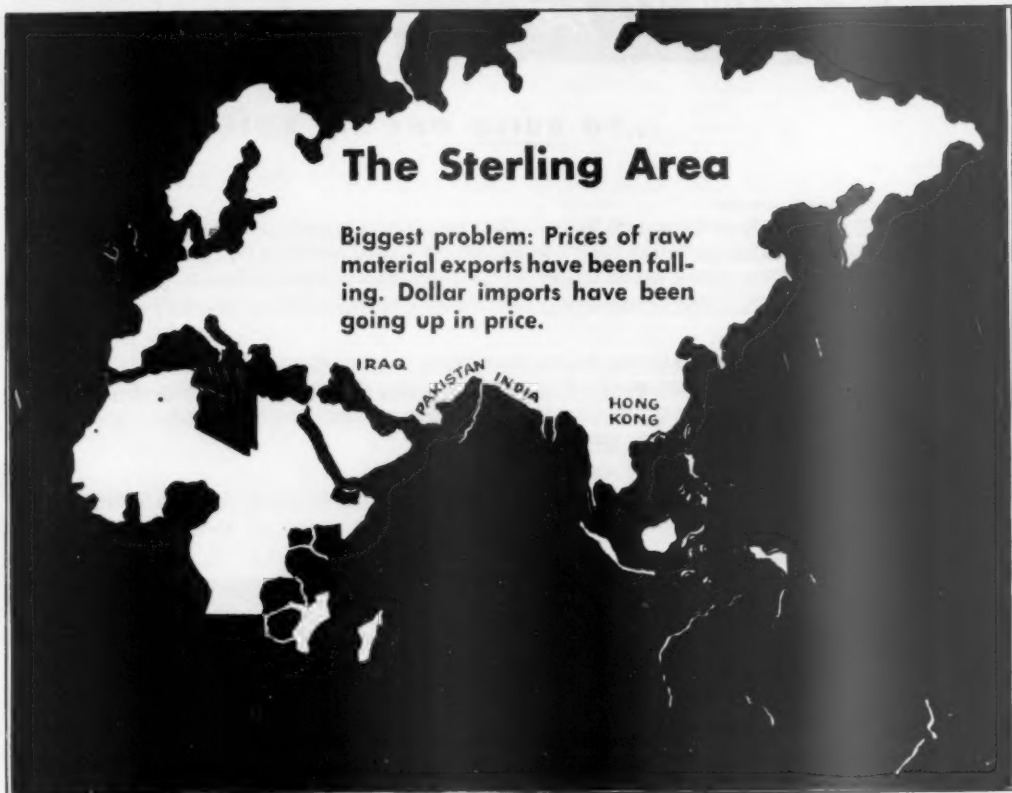 The Sterling Area
Biggest problem: Prices of raw
material exports have been fall-
ing. Dollar imports have been
going up in price.
IRAQ
PAKISTAN
INDIA
HONG
KONG